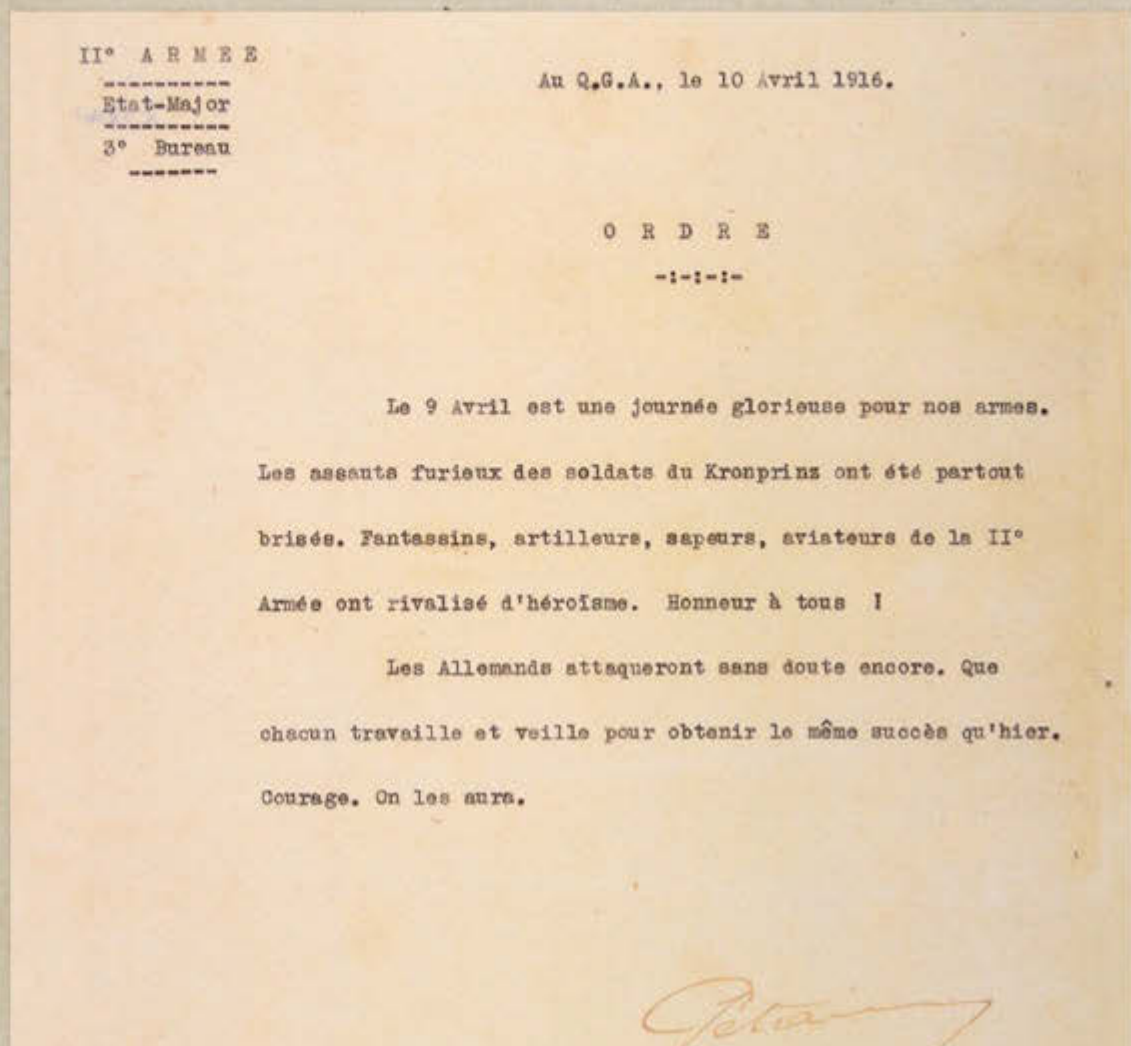 II° ARMEE
----------
Etat-Major
----------
3° Bureau
-------
Au Q.G.A., le 10 Avril 1916.
ORDRE
-:-:-:-
Le 9 Avril est une journée glorieuse pour nos armes.
Les assauts furieux des soldats du Kronprinz ont été partout
brisés. Fantassins, artilleurs, sapeurs, aviateurs de la II°
Armée ont rivalisé d'héroïsme. Honneur à tous !
Les Allemands attaqueront sans doute encore. Que
chacun travaille et veille pour obtenir le même succès qu'hier.
Courage. On les aura.
Pétain